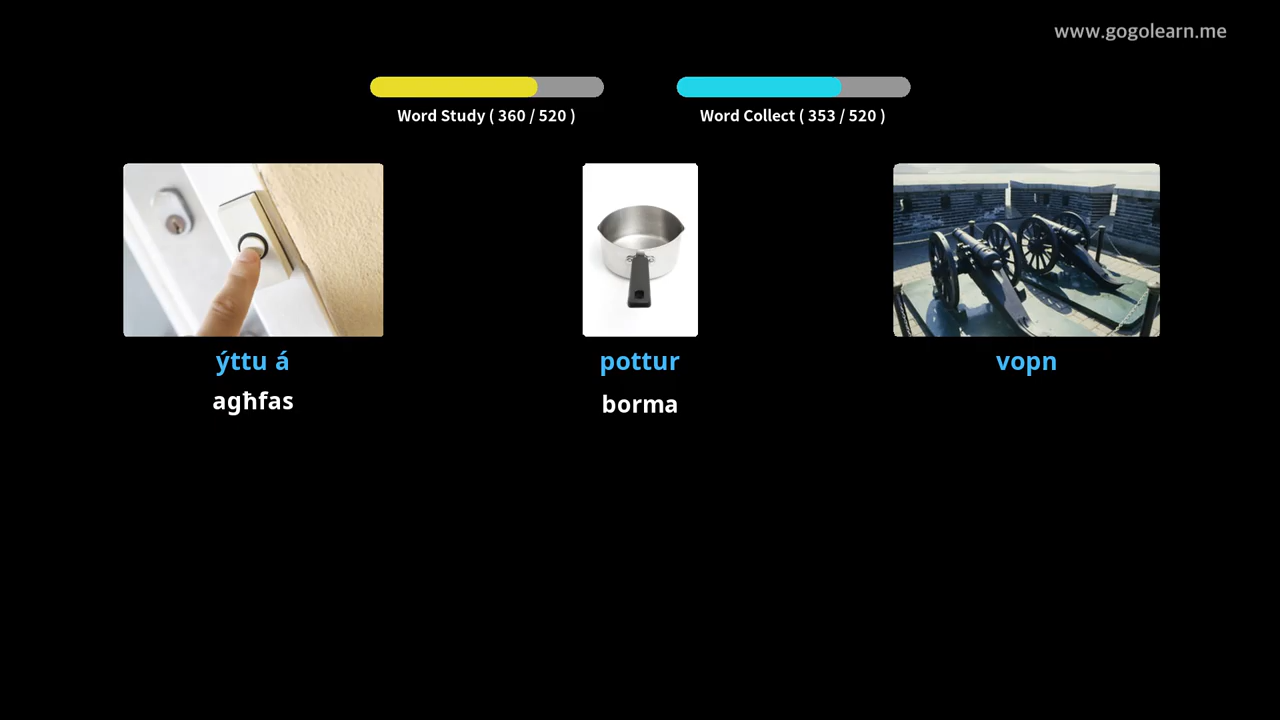 www.gogolearn.me
Word Study ( 360 / 520 )
Word Collect ( 353 / 520 )
ýttu á
agħfas
pottur
borma
vopn